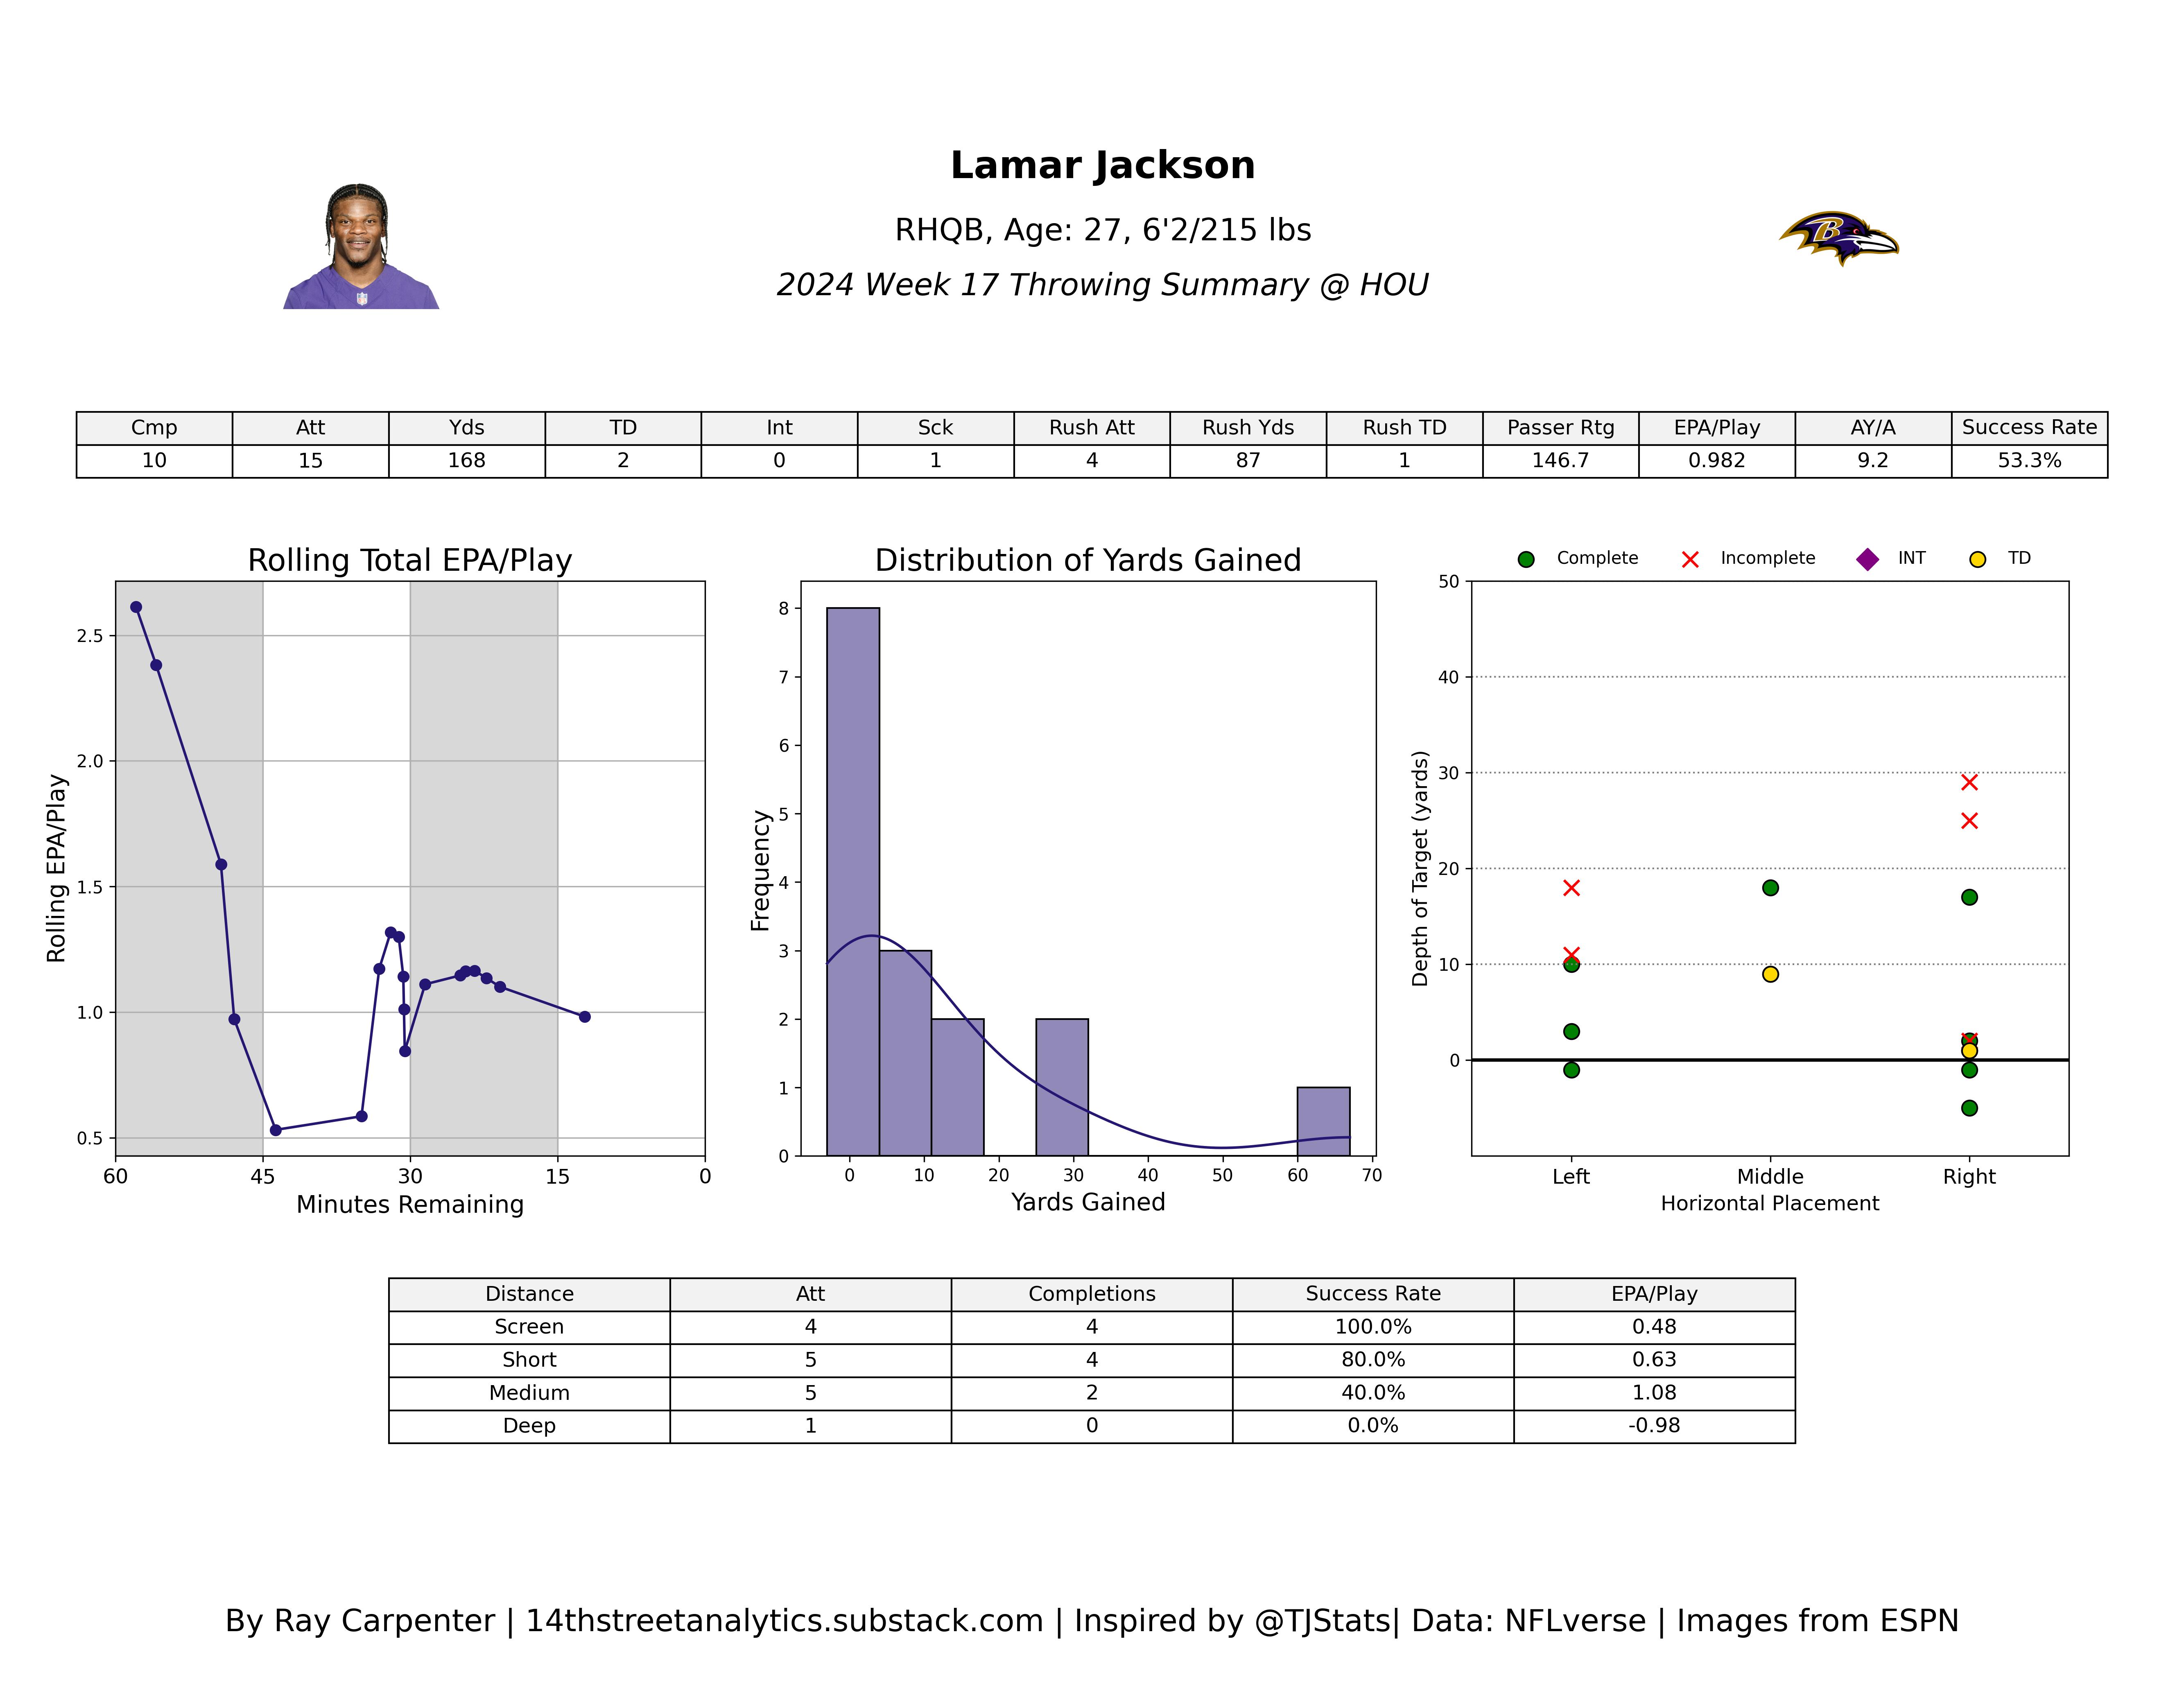 Lamar Jackson
RHQB, Age: 27, 6'2/215 lbs
2024 Week 17 Throwing Summary @ HOU
Cmp Att Yds TD Int Sck Rush Att Rush Yds Rush TD Passer Rtg EPA/Play AY/A Success Rate
10 15 168 2 0 1 4 87 1 146.7 0.982 9.2 53.3%
Rolling Total EPA/Play
2.5
2.0
1.5
1.0
0.5
Rolling EPA/Play
60 45 30 15 0
Minutes Remaining
Distribution of Yards Gained
8
7
6
5
4
3
2
1
0
Frequency
0 10 20 30 40 50 60 70
Yards Gained
Complete Incomplete INT TD
50
40
30
20
10
0
Depth of Target (yards)
Left Middle Right
Horizontal Placement
Distance Att Completions Success Rate EPA/Play
Screen 4 4 100.0% 0.48
Short 5 4 80.0% 0.63
Medium 5 2 40.0% 1.08
Deep 1 0 0.0% -0.98
By Ray Carpenter | 14thstreetanalytics.substack.com | Inspired by @TJStats| Data: NFLverse | Images from ESPN